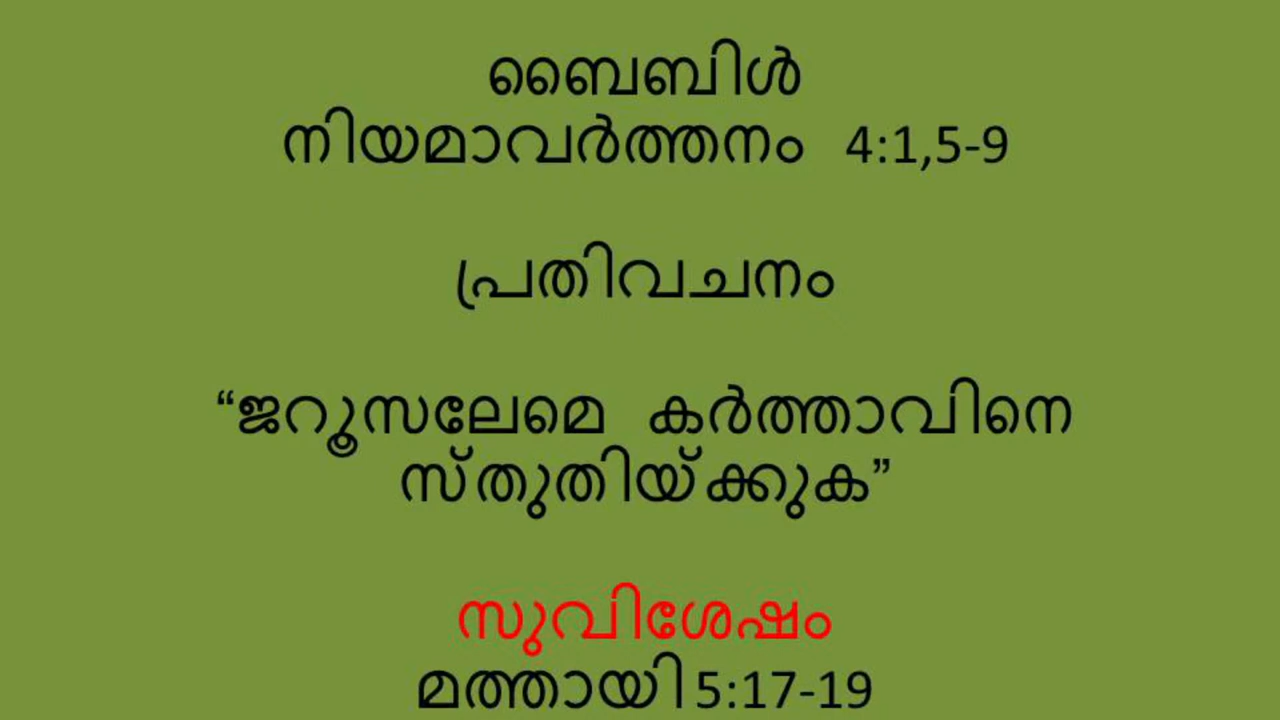 ബൈബിൾ
നിയമാവർത്തനം 4:1,5-9
പ്രതിവചനം
“ജറൂസലേമെ കർത്താവിനെ
സ്തുതിയ്ക്കുക”
സുവിശേഷം
മത്തായി 5:17-19